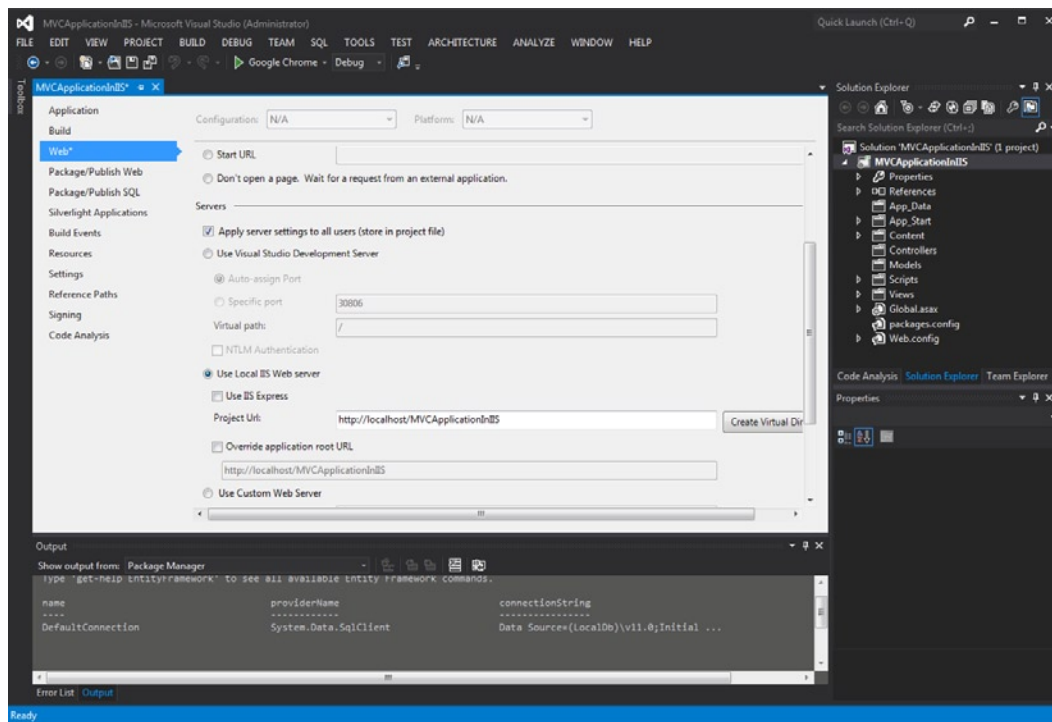 MVCApplicationInIIS - Microsoft Visual Studio (Administrator)
Quick Launch (Ctrl+Q)
FILE EDIT VIEW PROJECT BUILD DEBUG TEAM SQL TOOLS TEST ARCHITECTURE ANALYZE WINDOW HELP
Google Chrome
Debug
Toolbox
MVCApplicationInIIS*
Application
Build
Web*
Package/Publish Web
Package/Publish SQL
Silverlight Applications
Build Events
Resources
Settings
Reference Paths
Signing
Code Analysis
Configuration: N/A Platform: N/A
Start URL
Don't open a page. Wait for a request from an external application.
Servers
Apply server settings to all users (store in project file)
Use Visual Studio Development Server
Auto-assign Port
Specific port 30806
Virtual path: /
NTLM Authentication
Use Local IIS Web server
Use IIS Express
Project Url: http://localhost/MVCApplicationInIIS Create Virtual Dir
Override application root URL
http://localhost/MVCApplicationInIIS
Use Custom Web Server
Solution Explorer
Search Solution Explorer (Ctrl+;)
Solution 'MVCApplicationInIIS' (1 project)
MVCApplicationInIIS
Properties
References
App_Data
App_Start
Content
Controllers
Models
Scripts
Views
Global.asax
packages.config
Web.config
Code Analysis Solution Explorer Team Explorer
Properties
Output
Show output from: Package Manager
Type 'get-help EntityFramework' to see all available Entity Framework commands.
name providerName connectionString
---- ------------ ----------------
DefaultConnection System.Data.SqlClient Data Source=(LocalDb)\v11.0;Initial ...
Error List Output
Ready